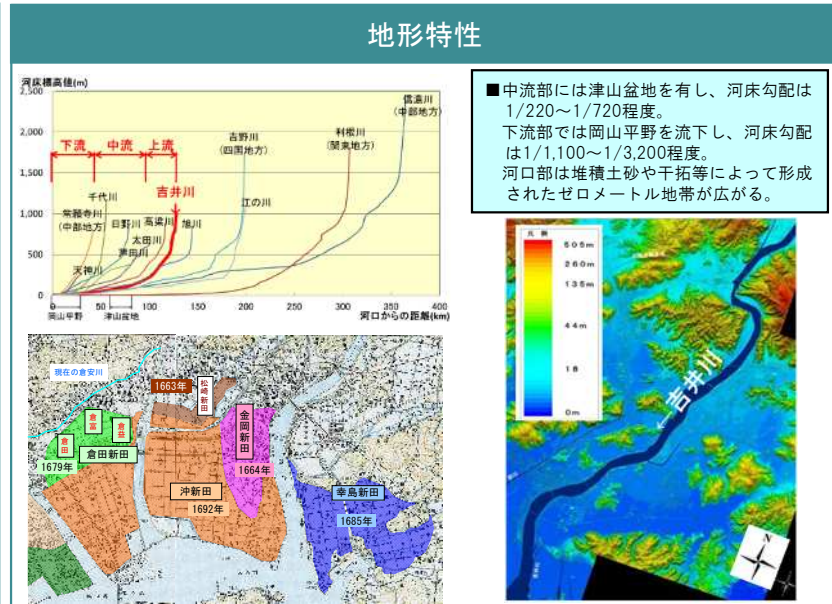 地形特性
河床標高値(m)
2,500
2,000
1,500
1,000
500
0
下流
中流
上流
吉井川
千代川
常願寺川
(中部地方)
日野川
高梁川
太田川
芦田川
旭川
天神川
吉野川
(四国地方)
江の川
利根川
(関東地方)
信濃川
(中部地方)
0
50
100
150
200
250
300
350
400
岡山平野
津山盆地
河口からの距離(km)
■中流部には津山盆地を有し、河床勾配は
1/220～1/720程度。
下流部では岡山平野を流下し、河床勾配
は1/1,100～1/3,200程度。
河口部は堆積土砂や干拓等によって形成
されたゼロメートル地帯が広がる。
現在の倉安川
1663年
松崎新田
金岡新田
1664年
倉富
倉益
倉田
倉田新田
1679年
沖新田
1692年
幸島新田
1685年
凡例
505m
260m
135m
44m
18
0m
←吉井川
N